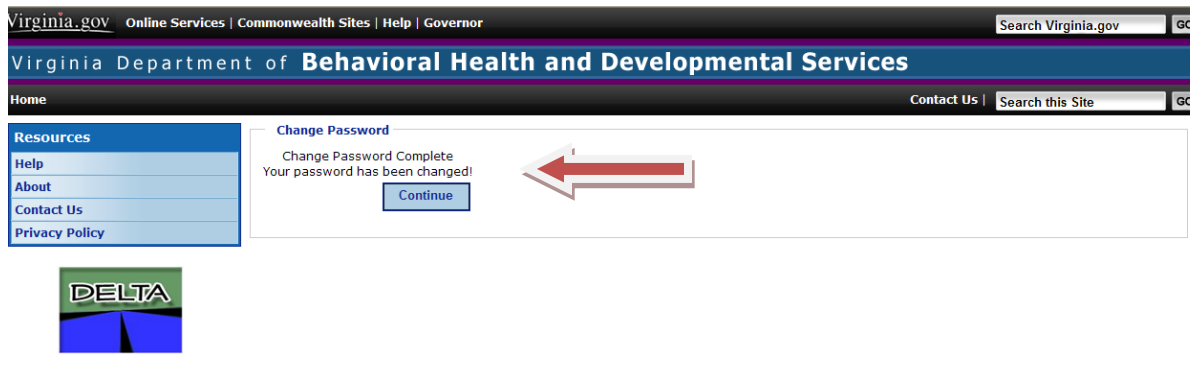 Virginia.gov Online Services | Commonwealth Sites | Help | Governor Search Virginia.gov
Virginia Department of Behavioral Health and Developmental Services
Home Contact Us | Search this Site
Resources
Help
About
Contact Us
Privacy Policy
Change Password
Change Password Complete
Your password has been changed!
Continue
DELTA